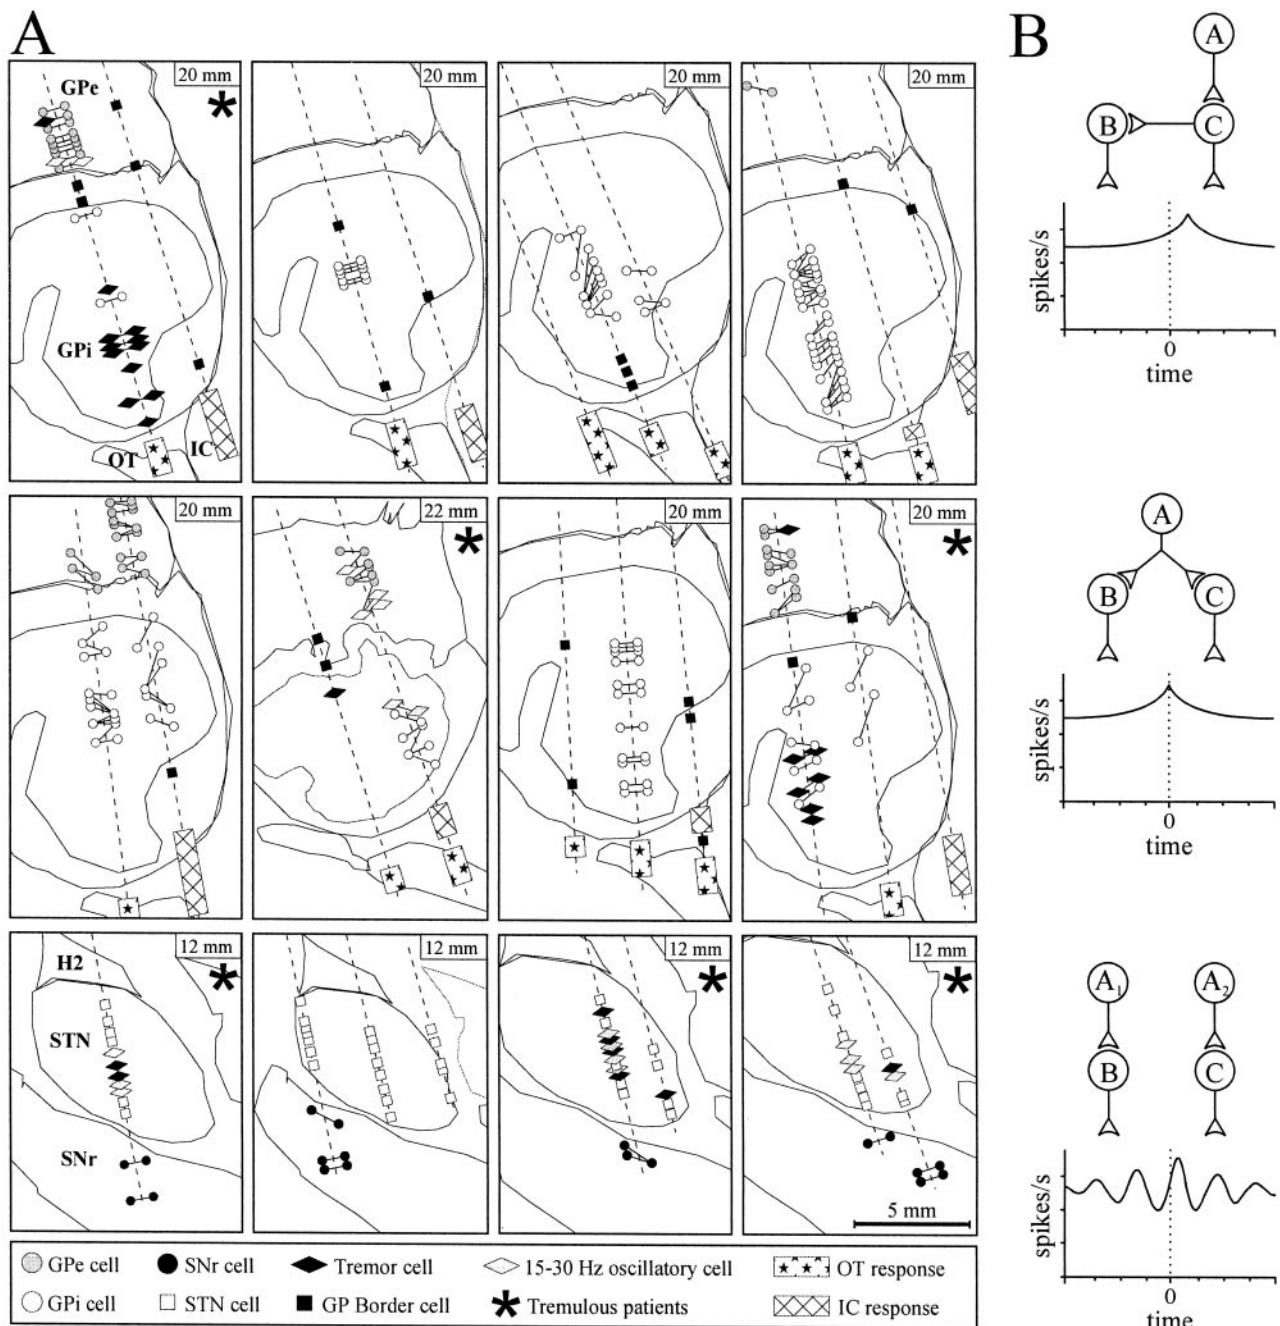 A
B
20 mm
20 mm
20 mm
20 mm
GPe
*
GPi
OT
IC
20 mm
22 mm
20 mm
20 mm
*
*
12 mm
12 mm
12 mm
12 mm
H2
*
*
*
STN
SNr
5 mm
GPe cell
SNr cell
Tremor cell
15-30 Hz oscillatory cell
OT response
GPi cell
STN cell
GP Border cell
* Tremulous patients
IC response
A
B
C
spikes/s
0
time
A
B
C
spikes/s
0
time
A1
A2
B
C
spikes/s
0
time